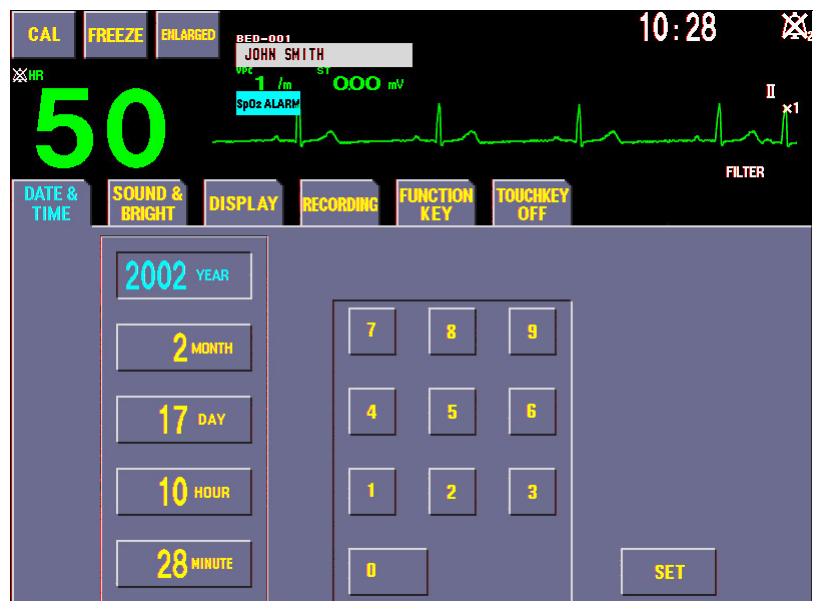 CAL FREEZE ENLARGED
BED-001
JOHN SMITH
10:28
HR
50
VPC 1 /m ST 0.00 mV
SpO2 ALARM
II
×1
FILTER
DATE & TIME
SOUND & BRIGHT
DISPLAY
RECORDING
FUNCTION KEY
TOUCHKEY OFF
2002 YEAR
2 MONTH
17 DAY
10 HOUR
28 MINUTE
7 8 9
4 5 6
1 2 3
0
SET